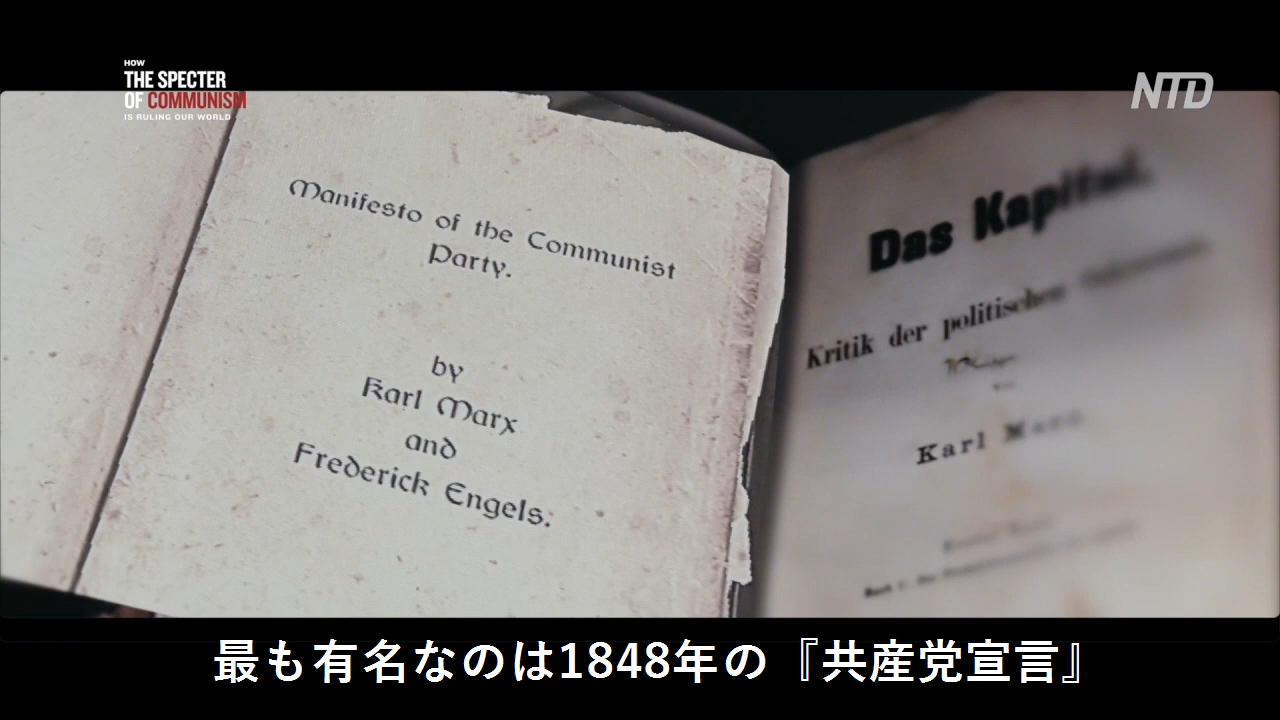 HOW
THE SPECTER
OF COMMUNISM
IS RULING OUR WORLD
NTD
Manifesto of the Communist
Party.
by
Karl Marx
and
Frederick Engels.
Das Kapital.
Kritik der politischen
Karl Marx
最も有名なのは1848年の『共産党宣言』